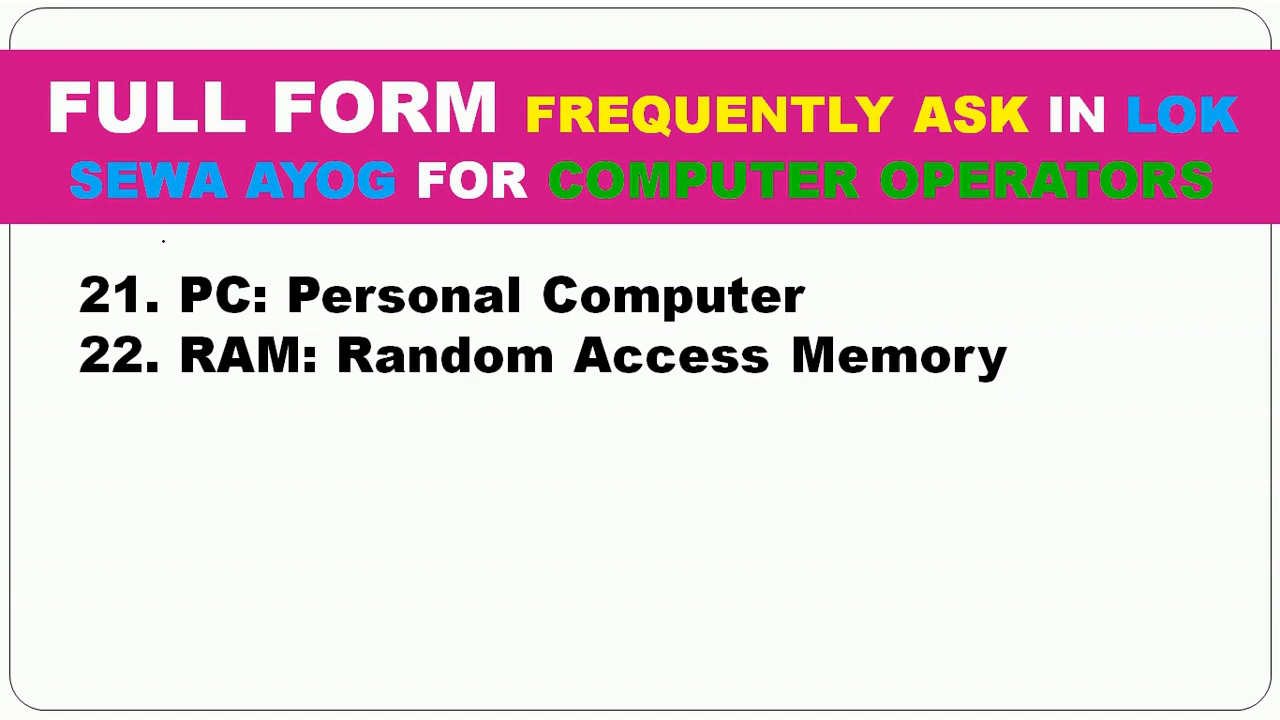 FULL FORM FREQUENTLY ASK IN LOK
SEWA AYOG FOR COMPUTER OPERATORS
21. PC: Personal Computer
22. RAM: Random Access Memory